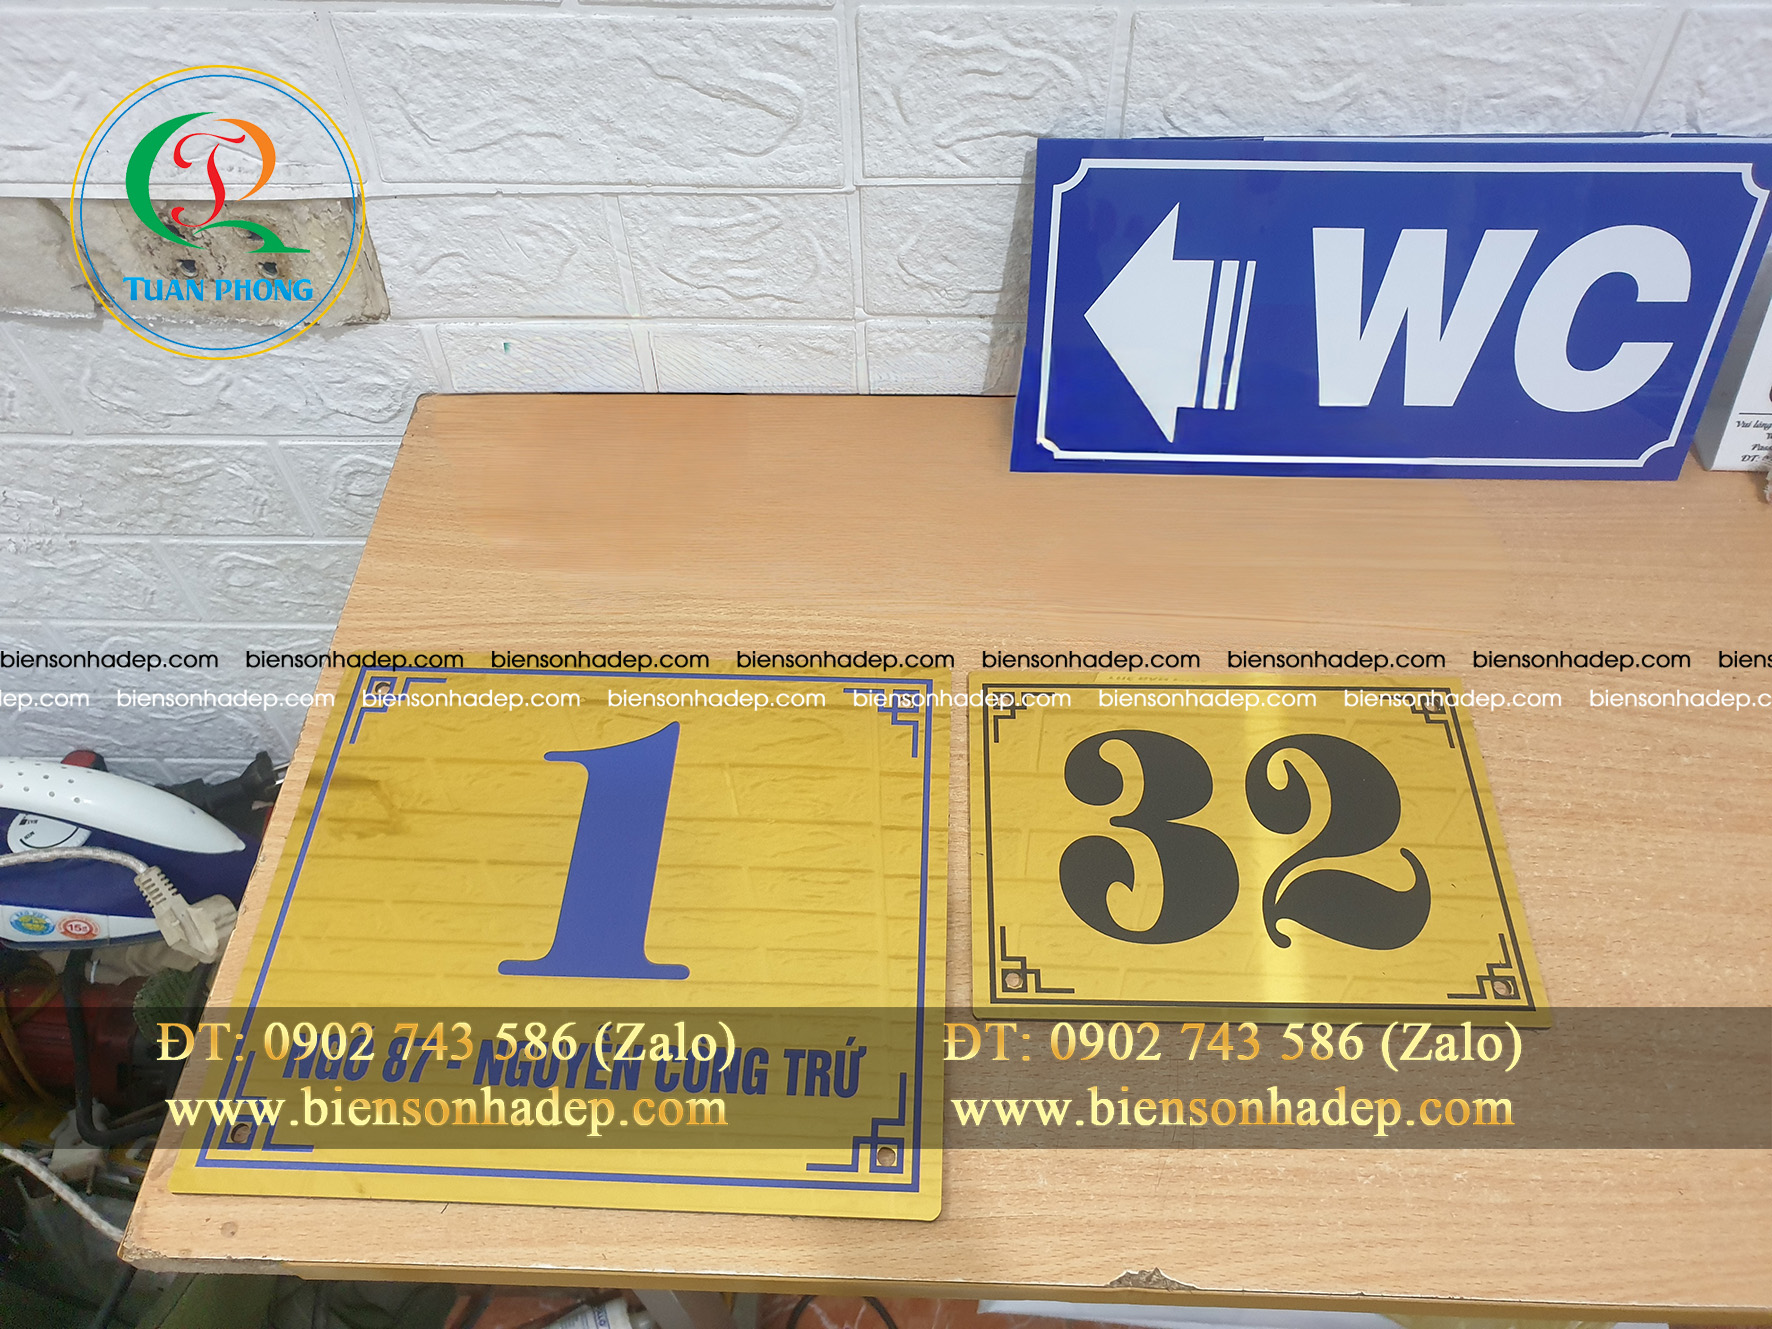 TP
TUẤN PHONG
WC
biensonhadep.com biensonhadep.com biensonhadep.com biensonhadep.com biensonhadep.com biensonhadep.com biensonhadep.com
biensonhadep.com biensonhadep.com biensonhadep.com biensonhadep.com biensonhadep.com biensonhadep.com
1
32
NGÕ 87 - NGUYỄN CÔNG TRỨ
ĐT: 0902 743 586 (Zalo)
www.biensonhadep.com
ĐT: 0902 743 586 (Zalo)
www.biensonhadep.com